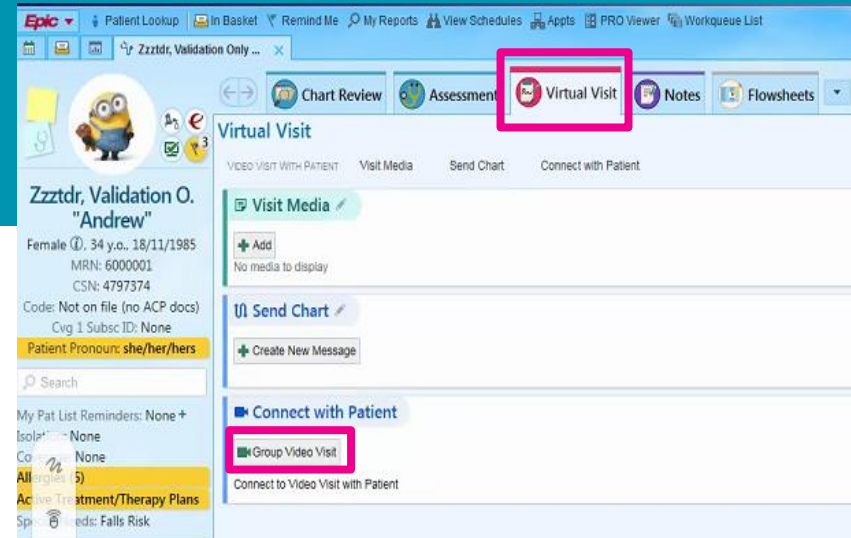 Epic Patient Lookup In Basket Remind Me My Reports View Schedules Appts PRO Viewer Workqueue List
Zzztdr, Validation Only ...
Chart Review Assessment Virtual Visit Notes Flowsheets
3
Virtual Visit
VIDEO VISIT WITH PATIENT Visit Media Send Chart Connect with Patient
Zzztdr, Validation O.
"Andrew"
Female, 34 y.o., 18/11/1985
MRN: 6000001
CSN: 4797374
Code: Not on file (no ACP docs)
Cvg 1 Subsc ID: None
Patient Pronoun: she/her/hers
Search
My Pat List Reminders: None +
None
None
(5)
Treatment/Therapy Plans
Falls Risk
Visit Media
Add
No media to display
Send Chart
Create New Message
Connect with Patient
Group Video Visit
Connect to Video Visit with Patient